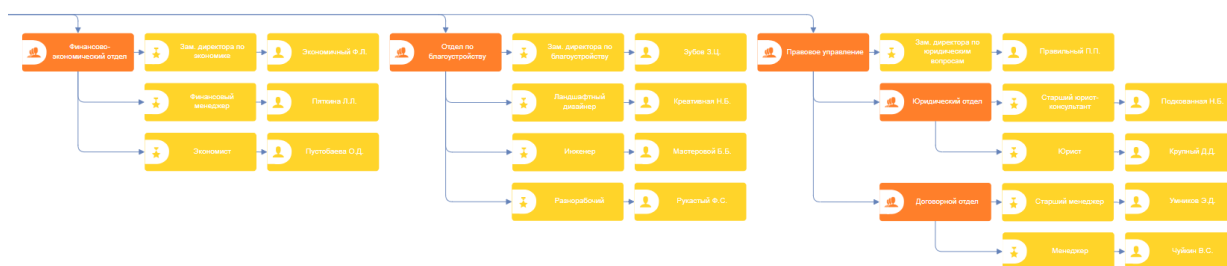 Финансово-
экономический отдел
Зам. директора по
экономике
Экономичный Ф.Л.
Отдел по
благоустройству
Зам. директора по
благоустройству
Зубов З.Ц.
Правовое управление
Зам. директора по
юридическим
вопросам
Правильный П.П.
Финансовый
менеджер
Пяткина Л.Л.
Ландшафтный
дизайнер
Креативная Н.Б.
Юридический отдел
Старший юрист-
консультант
Подкованная Н.Б.
Экономист
Пустобаева О.Д.
Инженер
Мастеровой Б.Б.
Юрист
Крупный Д.Д.
Разнорабочий
Рукастый Ф.С.
Договорной отдел
Старший менеджер
Умняков Э.Д.
Менеджер
Чуйкин В.С.